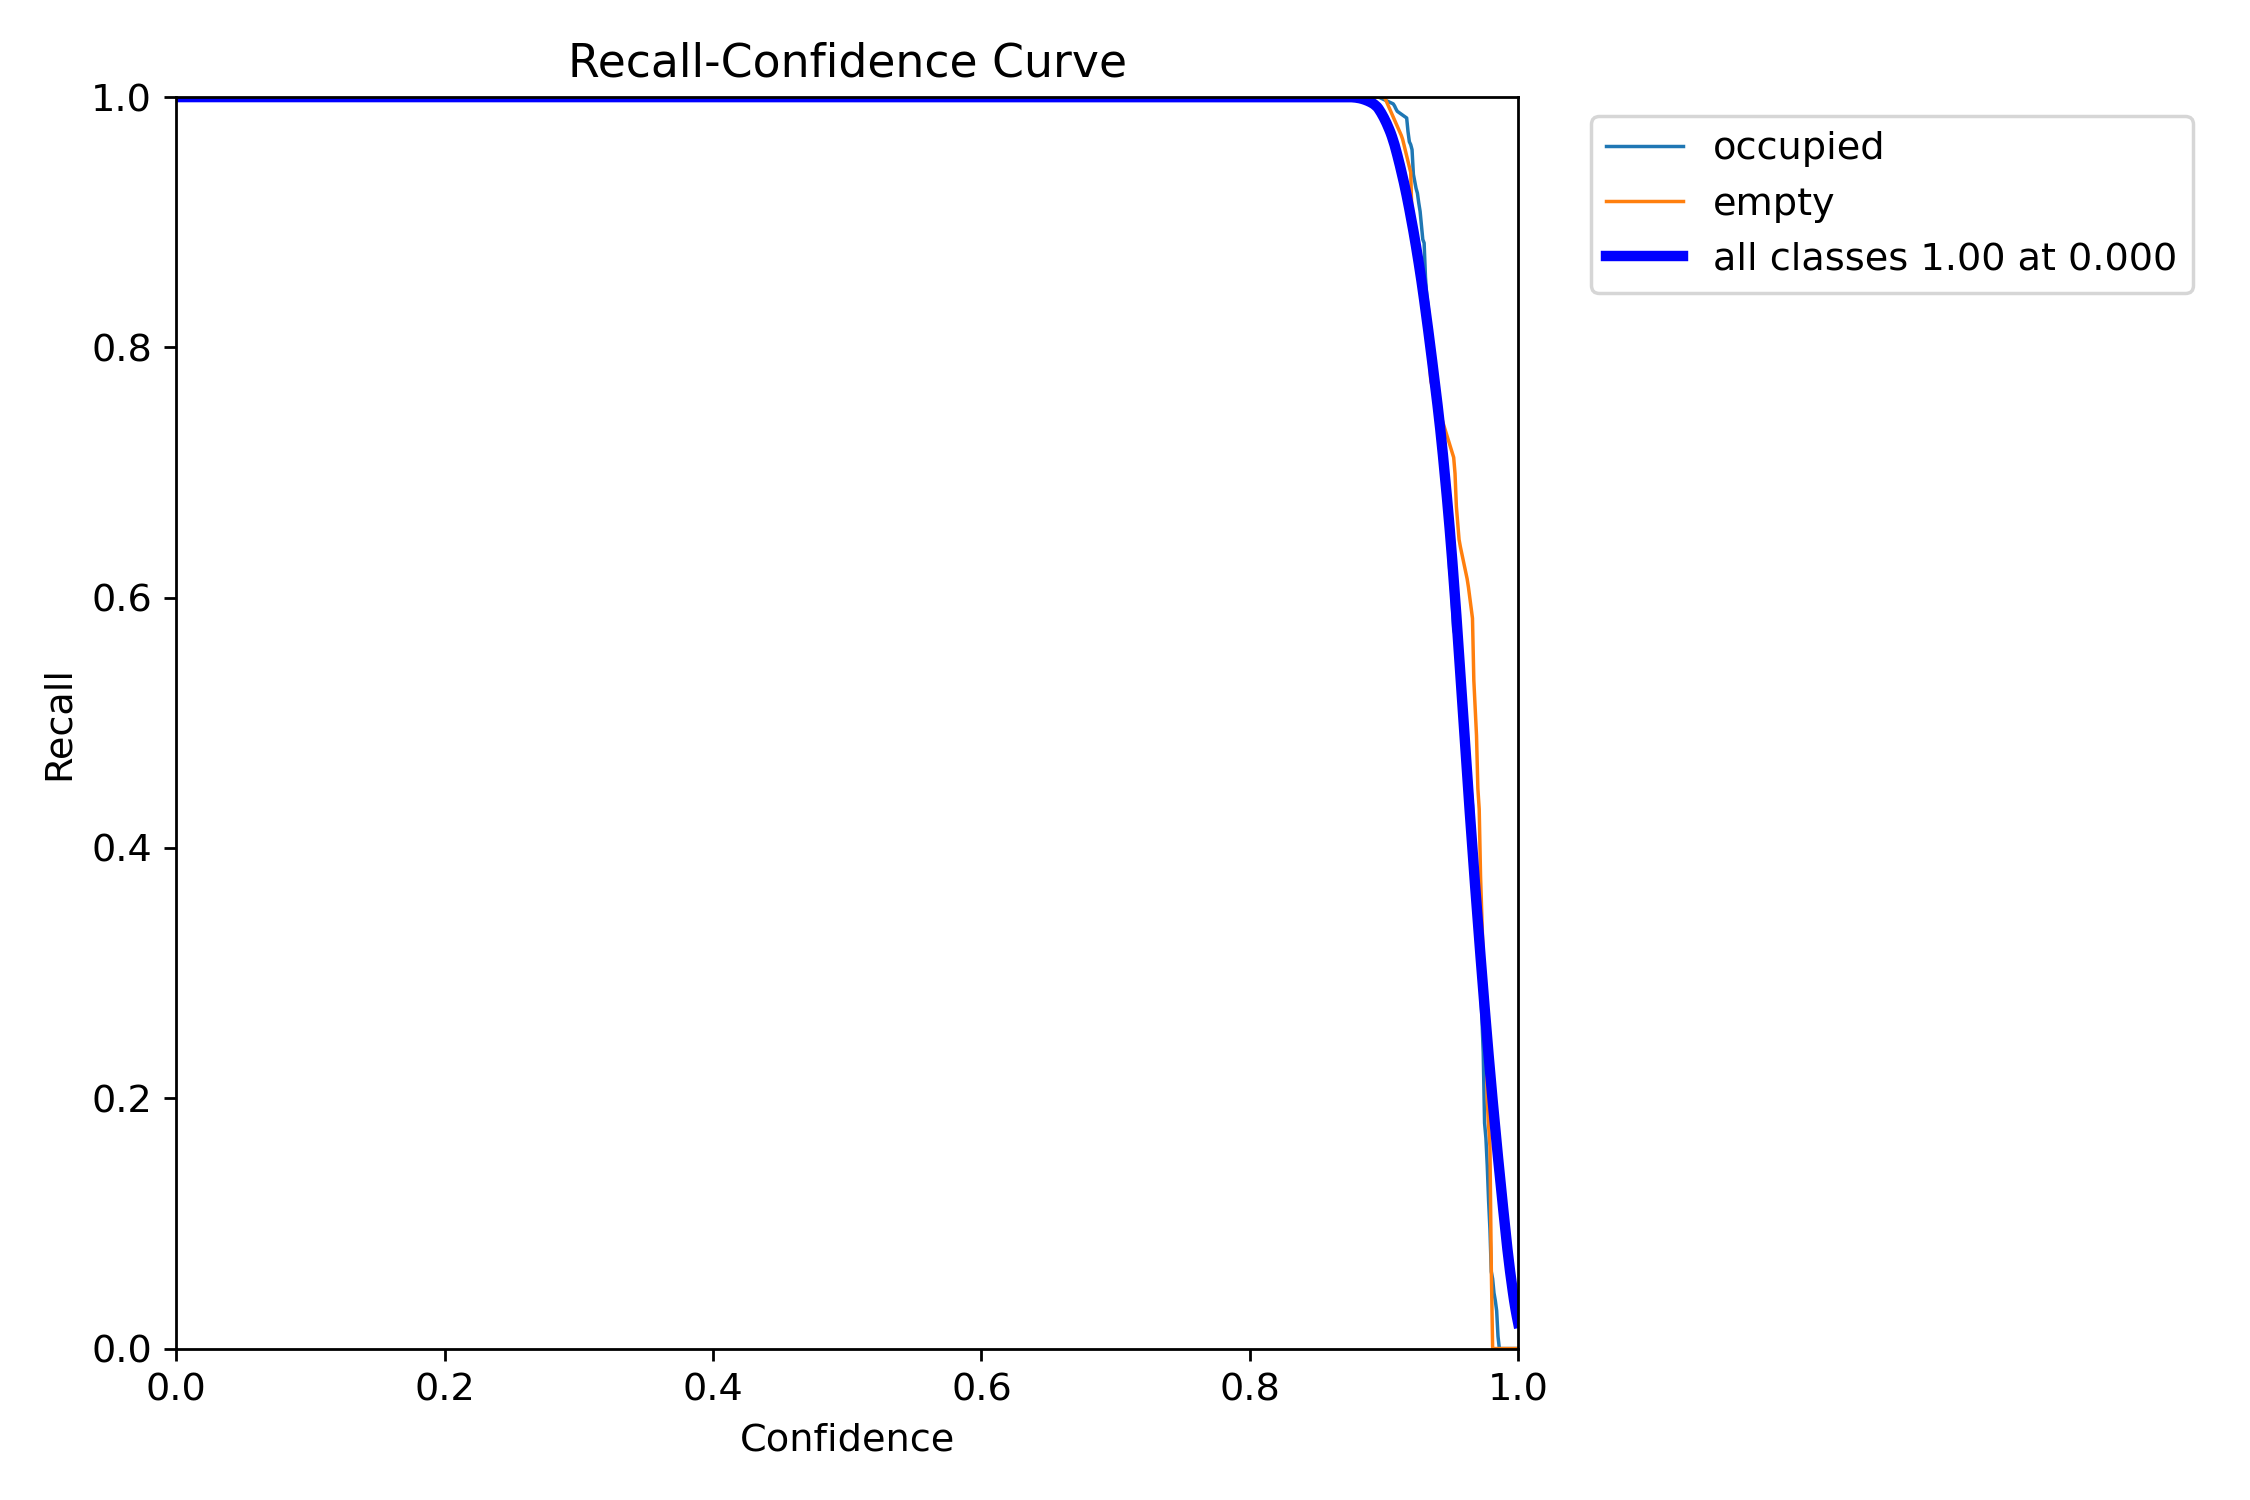 Recall-Confidence Curve
occupied
empty
all classes 1.00 at 0.000
1.0
0.8
0.6
0.4
0.2
0.0
Recall
0.0 0.2 0.4 0.6 0.8 1.0
Confidence